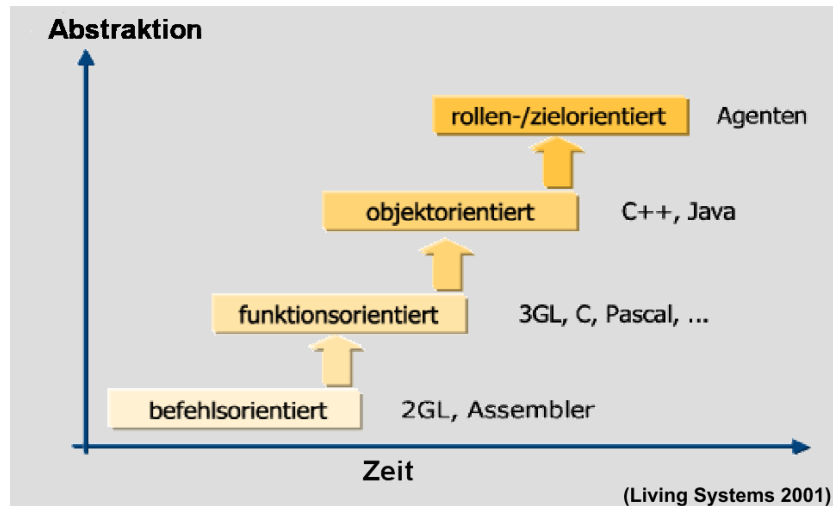 Abstraktion
rollen-/zielorientiert Agenten
objektorientiert C++, Java
funktionsorientiert 3GL, C, Pascal, ...
befehlsorientiert 2GL, Assembler
Zeit
(Living Systems 2001)